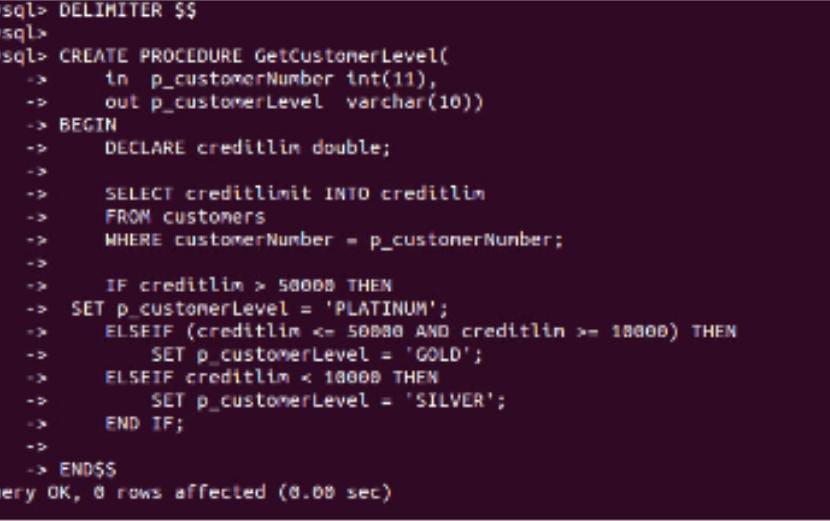 sql> DELIMITER $$
sql>
sql> CREATE PROCEDURE GetCustomerLevel(
-> in p_customerNumber int(11),
-> out p_customerLevel varchar(10))
-> BEGIN
-> DECLARE creditlim double;
->
-> SELECT creditlimit INTO creditlim
-> FROM customers
-> WHERE customerNumber = p_customerNumber;
->
-> IF creditlim > 50000 THEN
-> SET p_customerLevel = 'PLATINUM';
-> ELSEIF (creditlim <= 50000 AND creditlim >= 10000) THEN
-> SET p_customerLevel = 'GOLD';
-> ELSEIF creditlim < 10000 THEN
-> SET p_customerLevel = 'SILVER';
-> END IF;
->
-> END$$
ery OK, 0 rows affected (0.00 sec)